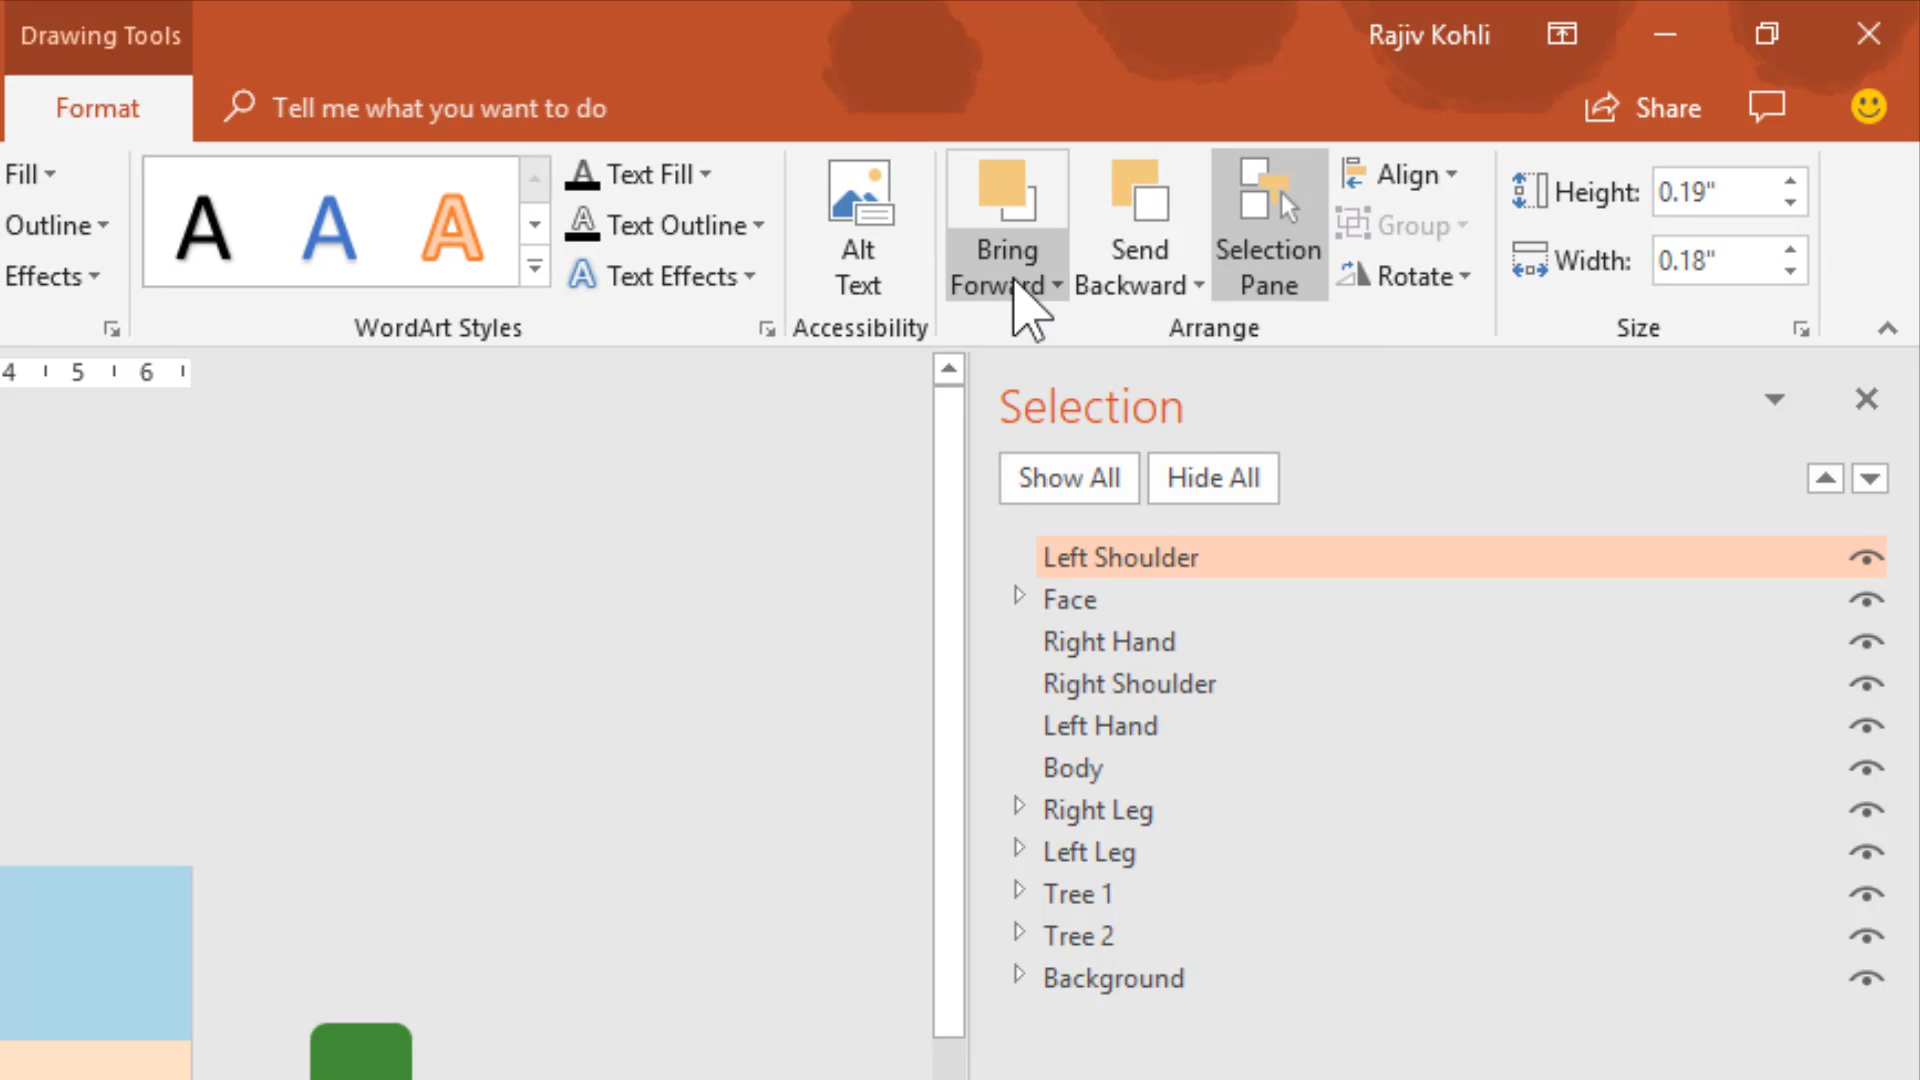 Drawing Tools
Rajiv Kohli
Format
Tell me what you want to do
Share
Fill
Outline
Effects
A A A
Text Fill
Text Outline
Text Effects
WordArt Styles
Alt
Text
Accessibility
Bring
Forward
Send
Backward
Selection
Pane
Align
Group
Rotate
Arrange
Height: 0.19"
Width: 0.18"
Size
4 5 6
Selection
Show All
Hide All
Left Shoulder
Face
Right Hand
Right Shoulder
Left Hand
Body
Right Leg
Left Leg
Tree 1
Tree 2
Background